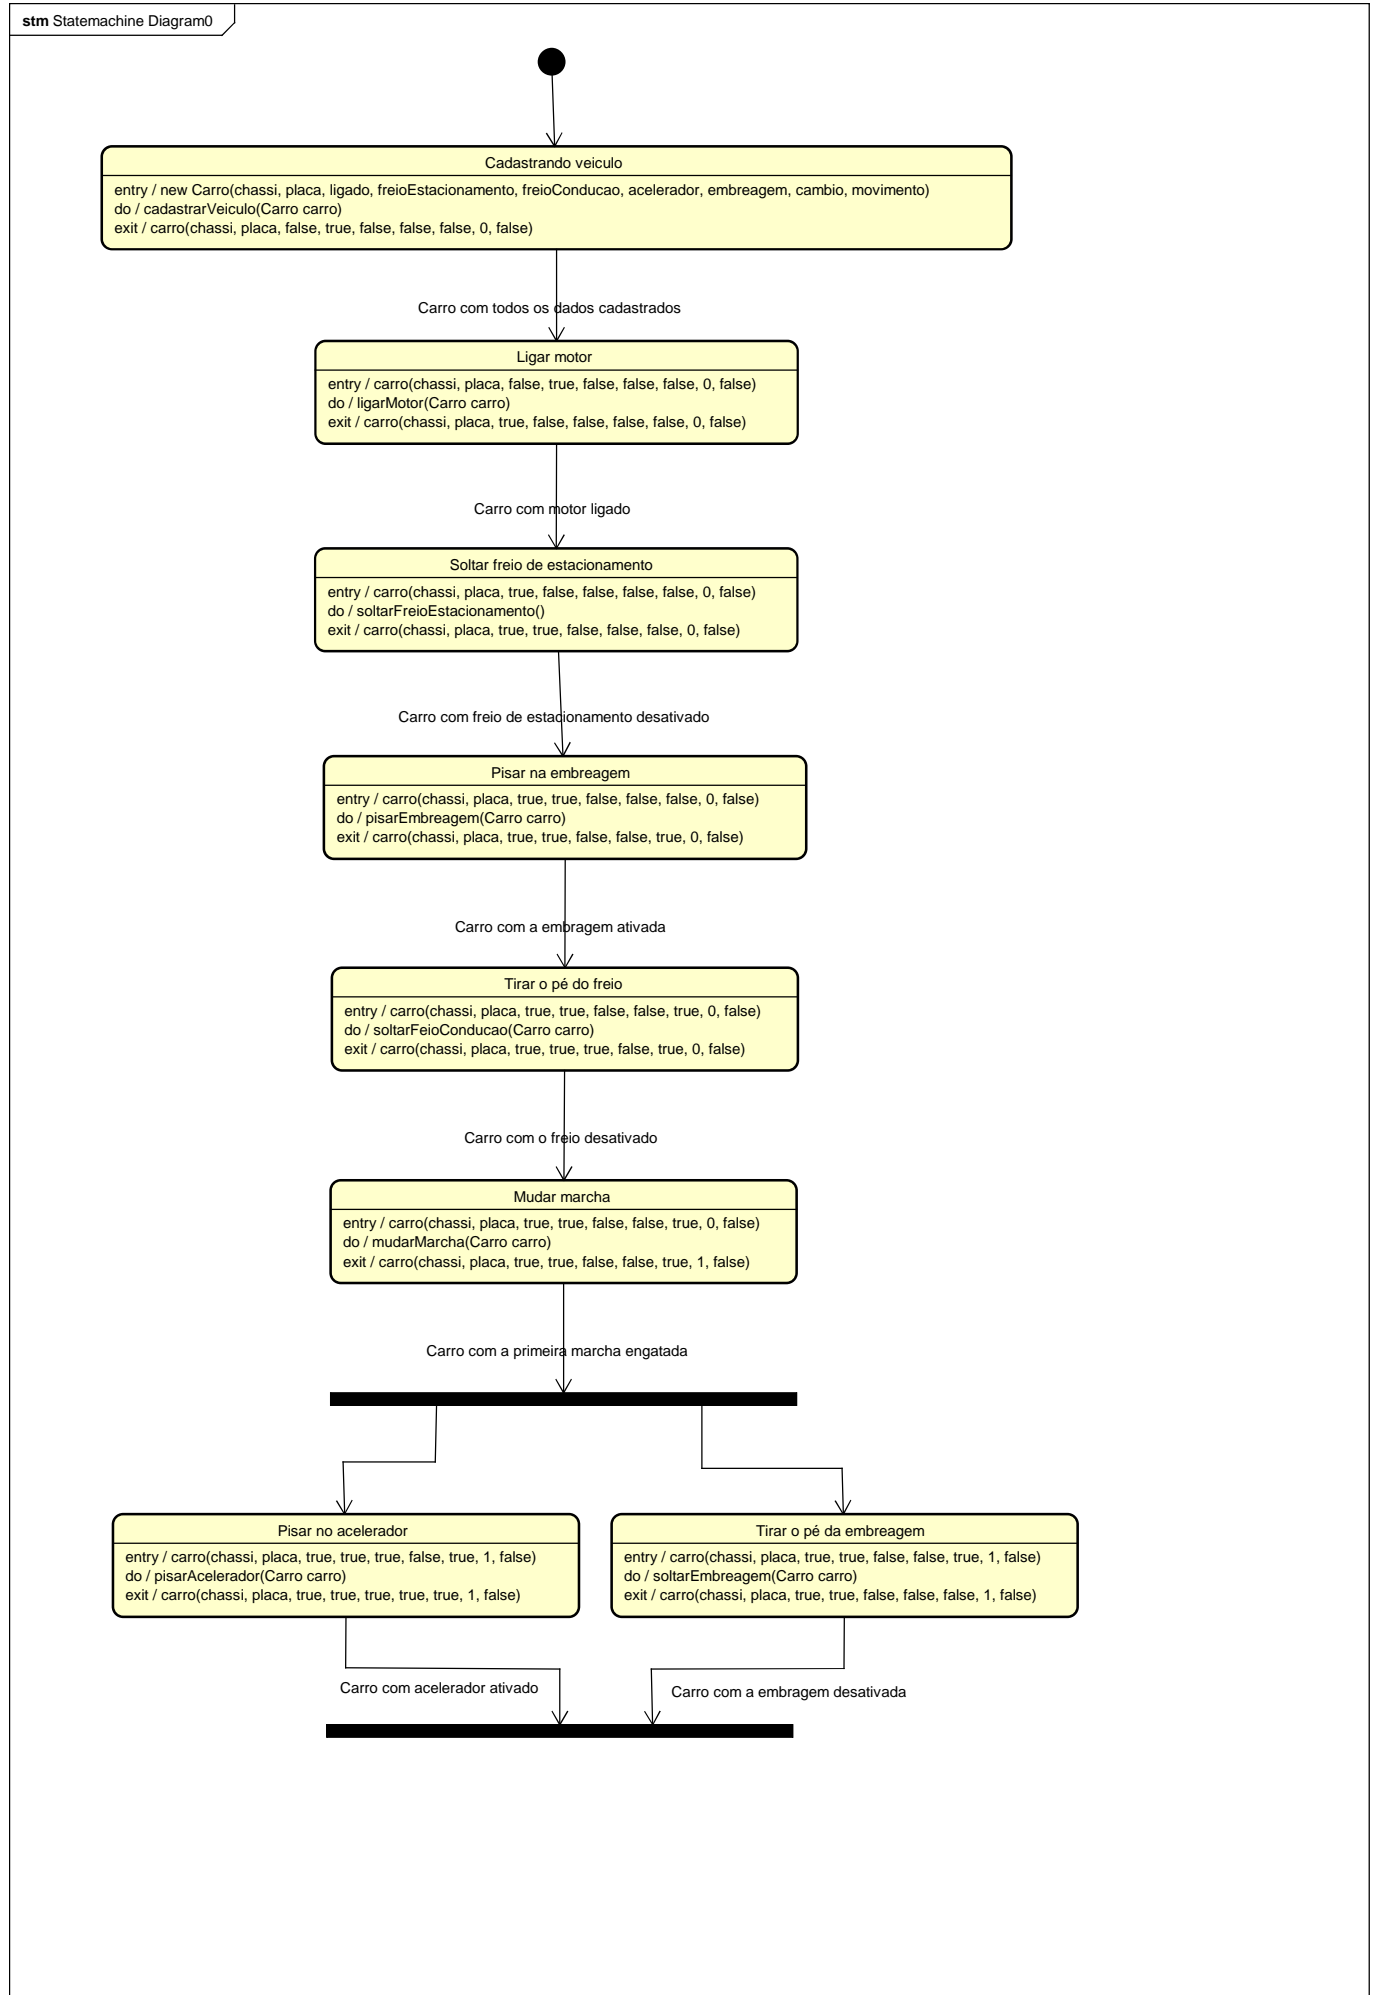 stm Statemachine Diagram0
Cadastrando veiculo
entry / new Carro(chassi, placa, ligado, freioEstacionamento, freioConducao, acelerador, embreagem, cambio, movimento)
do / cadastrarVeiculo(Carro carro)
exit / carro(chassi, placa, false, true, false, false, false, 0, false)
Carro com todos os dados cadastrados
Ligar motor
entry / carro(chassi, placa, false, true, false, false, false, 0, false)
do / ligarMotor(Carro carro)
exit / carro(chassi, placa, true, false, false, false, false, 0, false)
Carro com motor ligado
Soltar freio de estacionamento
entry / carro(chassi, placa, true, false, false, false, false, 0, false)
do / soltarFreioEstacionamento()
exit / carro(chassi, placa, true, true, false, false, false, 0, false)
Carro com freio de estacionamento desativado
Pisar na embreagem
entry / carro(chassi, placa, true, true, false, false, false, 0, false)
do / pisarEmbreagem(Carro carro)
exit / carro(chassi, placa, true, true, false, false, true, 0, false)
Carro com a embragem ativada
Tirar o pé do freio
entry / carro(chassi, placa, true, true, false, false, true, 0, false)
do / soltarFeioConducao(Carro carro)
exit / carro(chassi, placa, true, true, true, false, true, 0, false)
Carro com o freio desativado
Mudar marcha
entry / carro(chassi, placa, true, true, false, false, true, 0, false)
do / mudarMarcha(Carro carro)
exit / carro(chassi, placa, true, true, false, false, true, 1, false)
Carro com a primeira marcha engatada
Pisar no acelerador
entry / carro(chassi, placa, true, true, true, false, true, 1, false)
do / pisarAcelerador(Carro carro)
exit / carro(chassi, placa, true, true, true, true, true, 1, false)
Tirar o pé da embreagem
entry / carro(chassi, placa, true, true, false, false, true, 1, false)
do / soltarEmbreagem(Carro carro)
exit / carro(chassi, placa, true, true, false, false, false, 1, false)
Carro com acelerador ativado
Carro com a embragem desativada